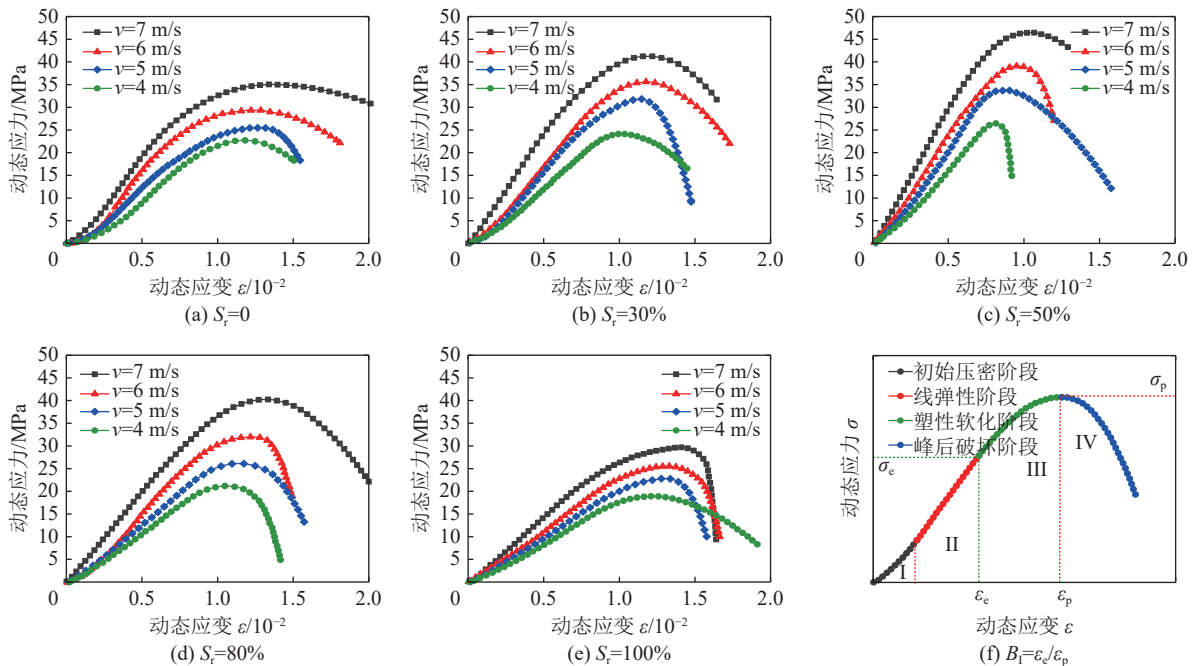 50
45
40
35
30
25
20
15
10
5
0
0.5
1.0
1.5
2.0
动态应力/MPa
v=7 m/s
v=6 m/s
v=5 m/s
v=4 m/s
动态应变 ε/10⁻²
(a) Sᵣ=0
50
45
40
35
30
25
20
15
10
5
0
0.5
1.0
1.5
2.0
动态应力/MPa
v=7 m/s
v=6 m/s
v=5 m/s
v=4 m/s
动态应变 ε/10⁻²
(b) Sᵣ=30%
50
45
40
35
30
25
20
15
10
5
0
0.5
1.0
1.5
2.0
动态应力/MPa
v=7 m/s
v=6 m/s
v=5 m/s
v=4 m/s
动态应变 ε/10⁻²
(c) Sᵣ=50%
50
45
40
35
30
25
20
15
10
5
0
0.5
1.0
1.5
2.0
动态应力/MPa
v=7 m/s
v=6 m/s
v=5 m/s
v=4 m/s
动态应变 ε/10⁻²
(d) Sᵣ=80%
50
45
40
35
30
25
20
15
10
5
0
0.5
1.0
1.5
2.0
动态应力/MPa
v=7 m/s
v=6 m/s
v=5 m/s
v=4 m/s
动态应变 ε/10⁻²
(e) Sᵣ=100%
动态应力 σ
初始压密阶段
线弹性阶段
塑性软化阶段
峰后破坏阶段
σₚ
σₑ
I
II
III
IV
εₑ
εₚ
动态应变 ε
(f) B₁=εₑ/εₚ